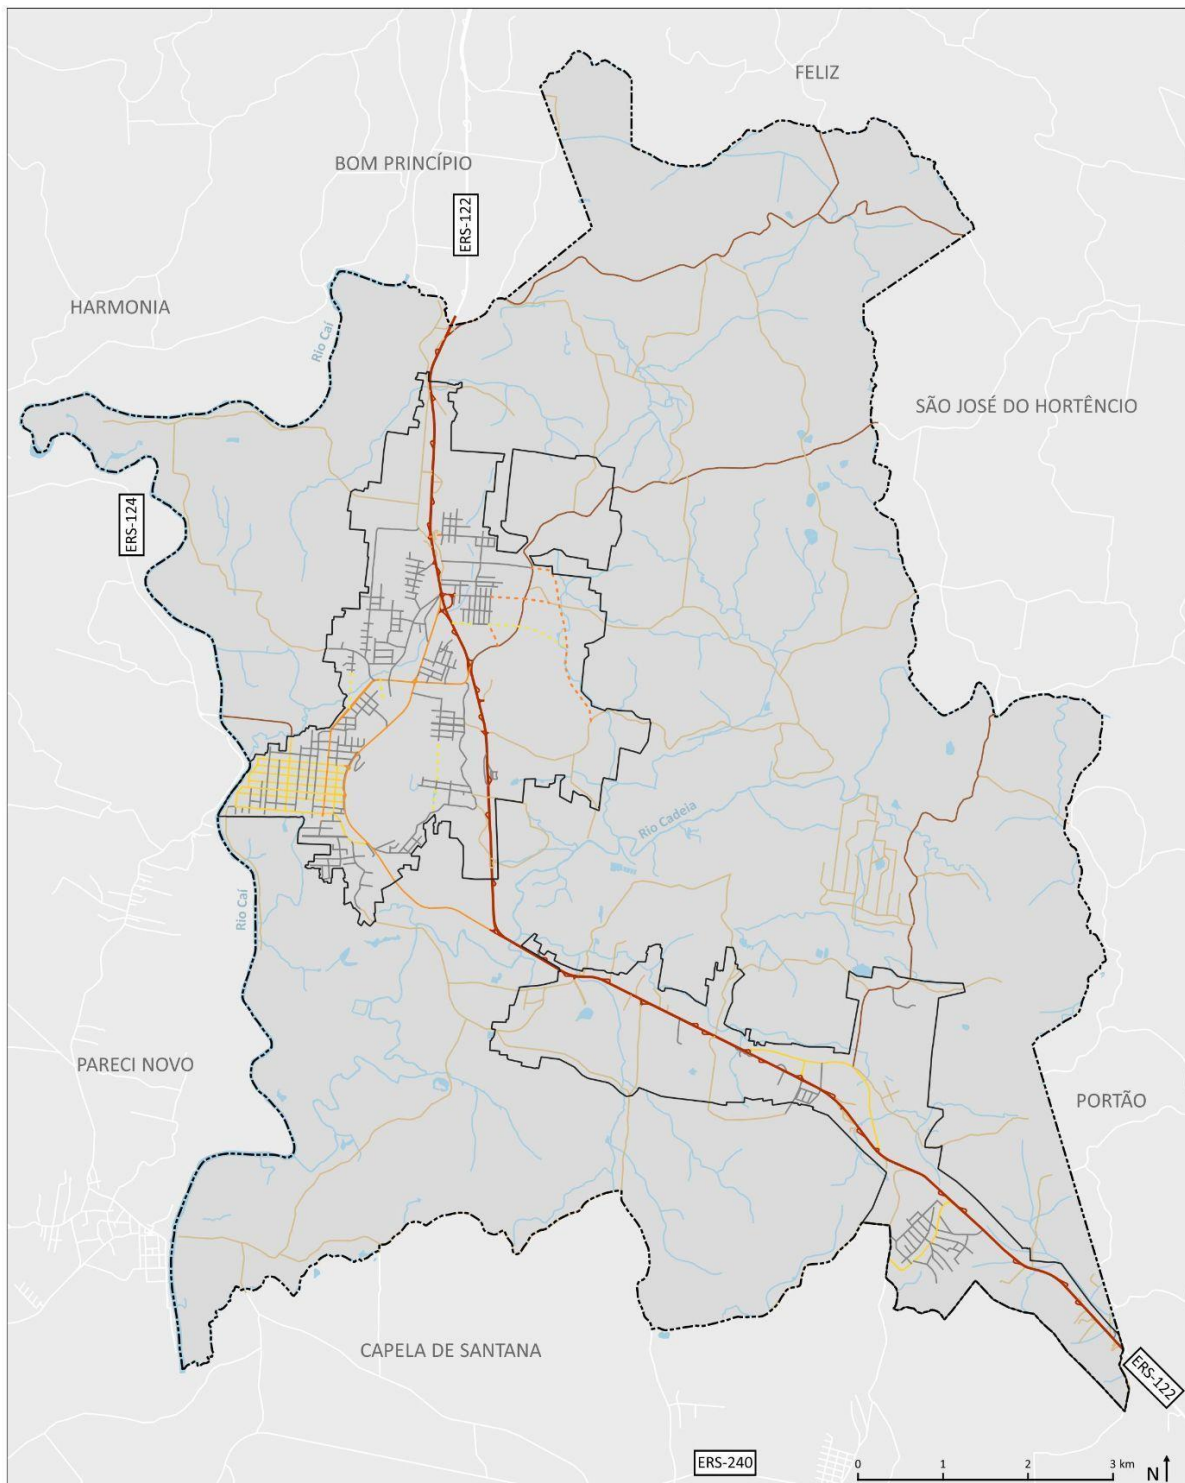 FELIZ
BOM PRINCÍPIO
ERS-122
HARMONIA
Rio Caí
SÃO JOSÉ DO HORTÊNCIO
ERS-124
Rio Cadeia
Rio Caí
PARECI NOVO
PORTÃO
CAPELA DE SANTANA
ERS-122
ERS-240
0 1 2 3 km
N